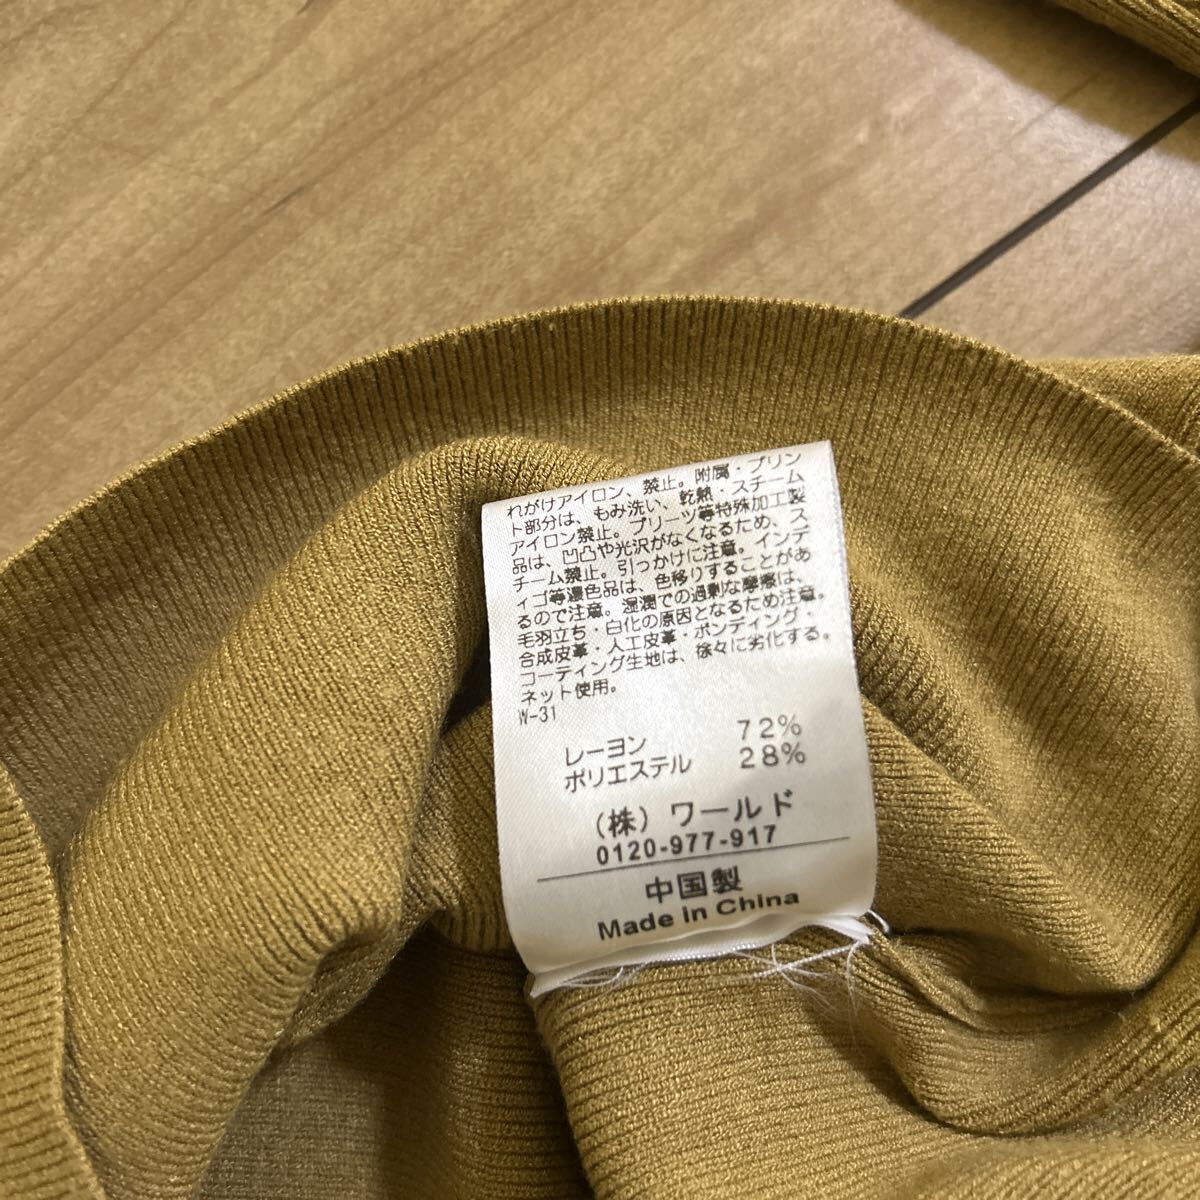 れがけアイロン、禁止。附属・プリン
ト部分は、もみ洗い、乾熱・スチーム
アイロン禁止。プリーツ等特殊加工製
品は、凹凸や光沢がなくなるため、ス
チーム禁止。引っかけに注意。インデ
ィゴ等濃色品は、色移りすることがあ
るので注意。湿潤での過剰な摩擦は、
毛羽立ち・白化の原因となるため注意。
合成皮革・人工皮革・ボンディング・
コーティング生地は、徐々に劣化する。
ネット使用。
W-31
レーヨン 72%
ポリエステル 28%
(株) ワールド
0120-977-917
中国製
Made in China